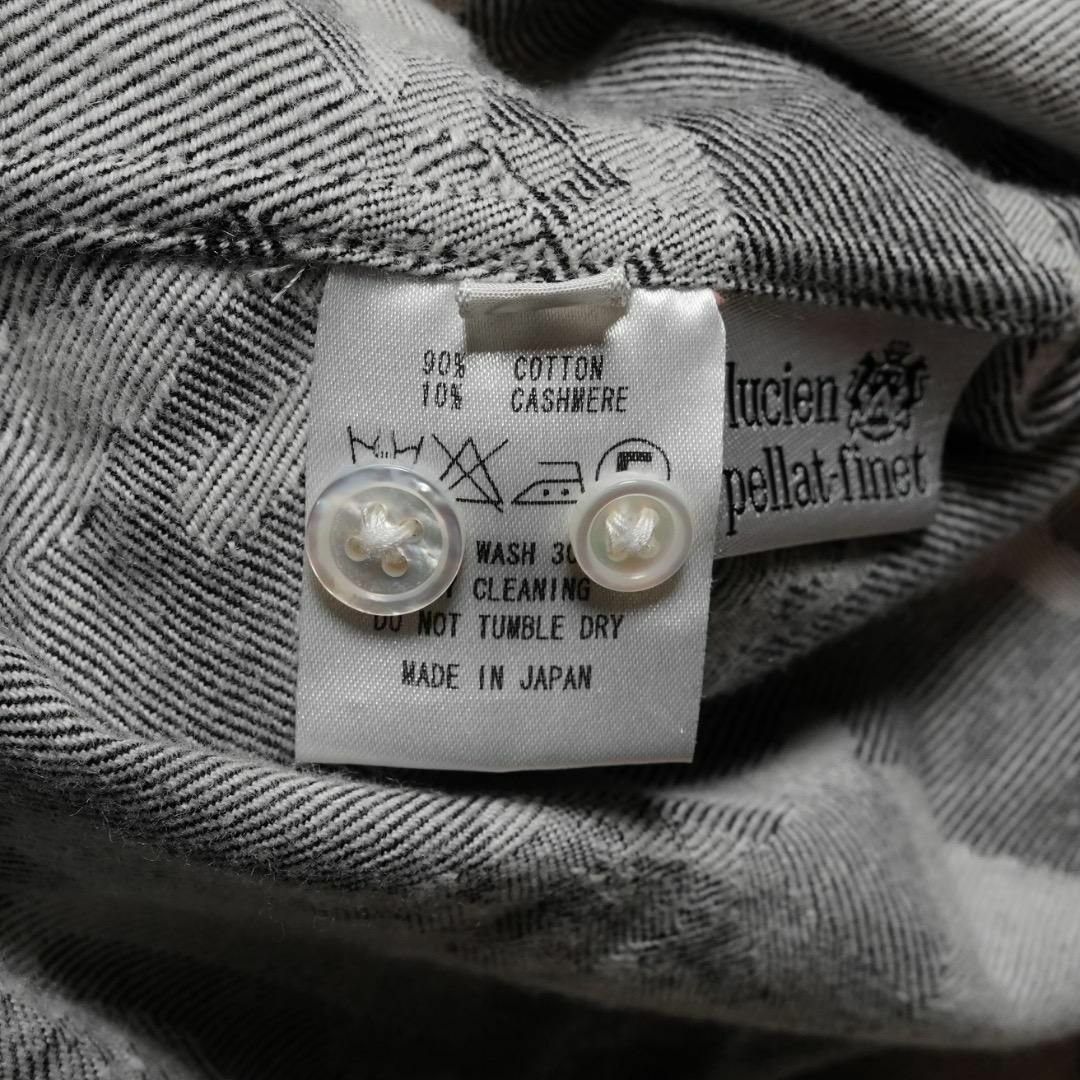 90% COTTON
10% CASHMERE
WASH 30
CLEANING
DO NOT TUMBLE DRY
MADE IN JAPAN
lucien
pellat-finet